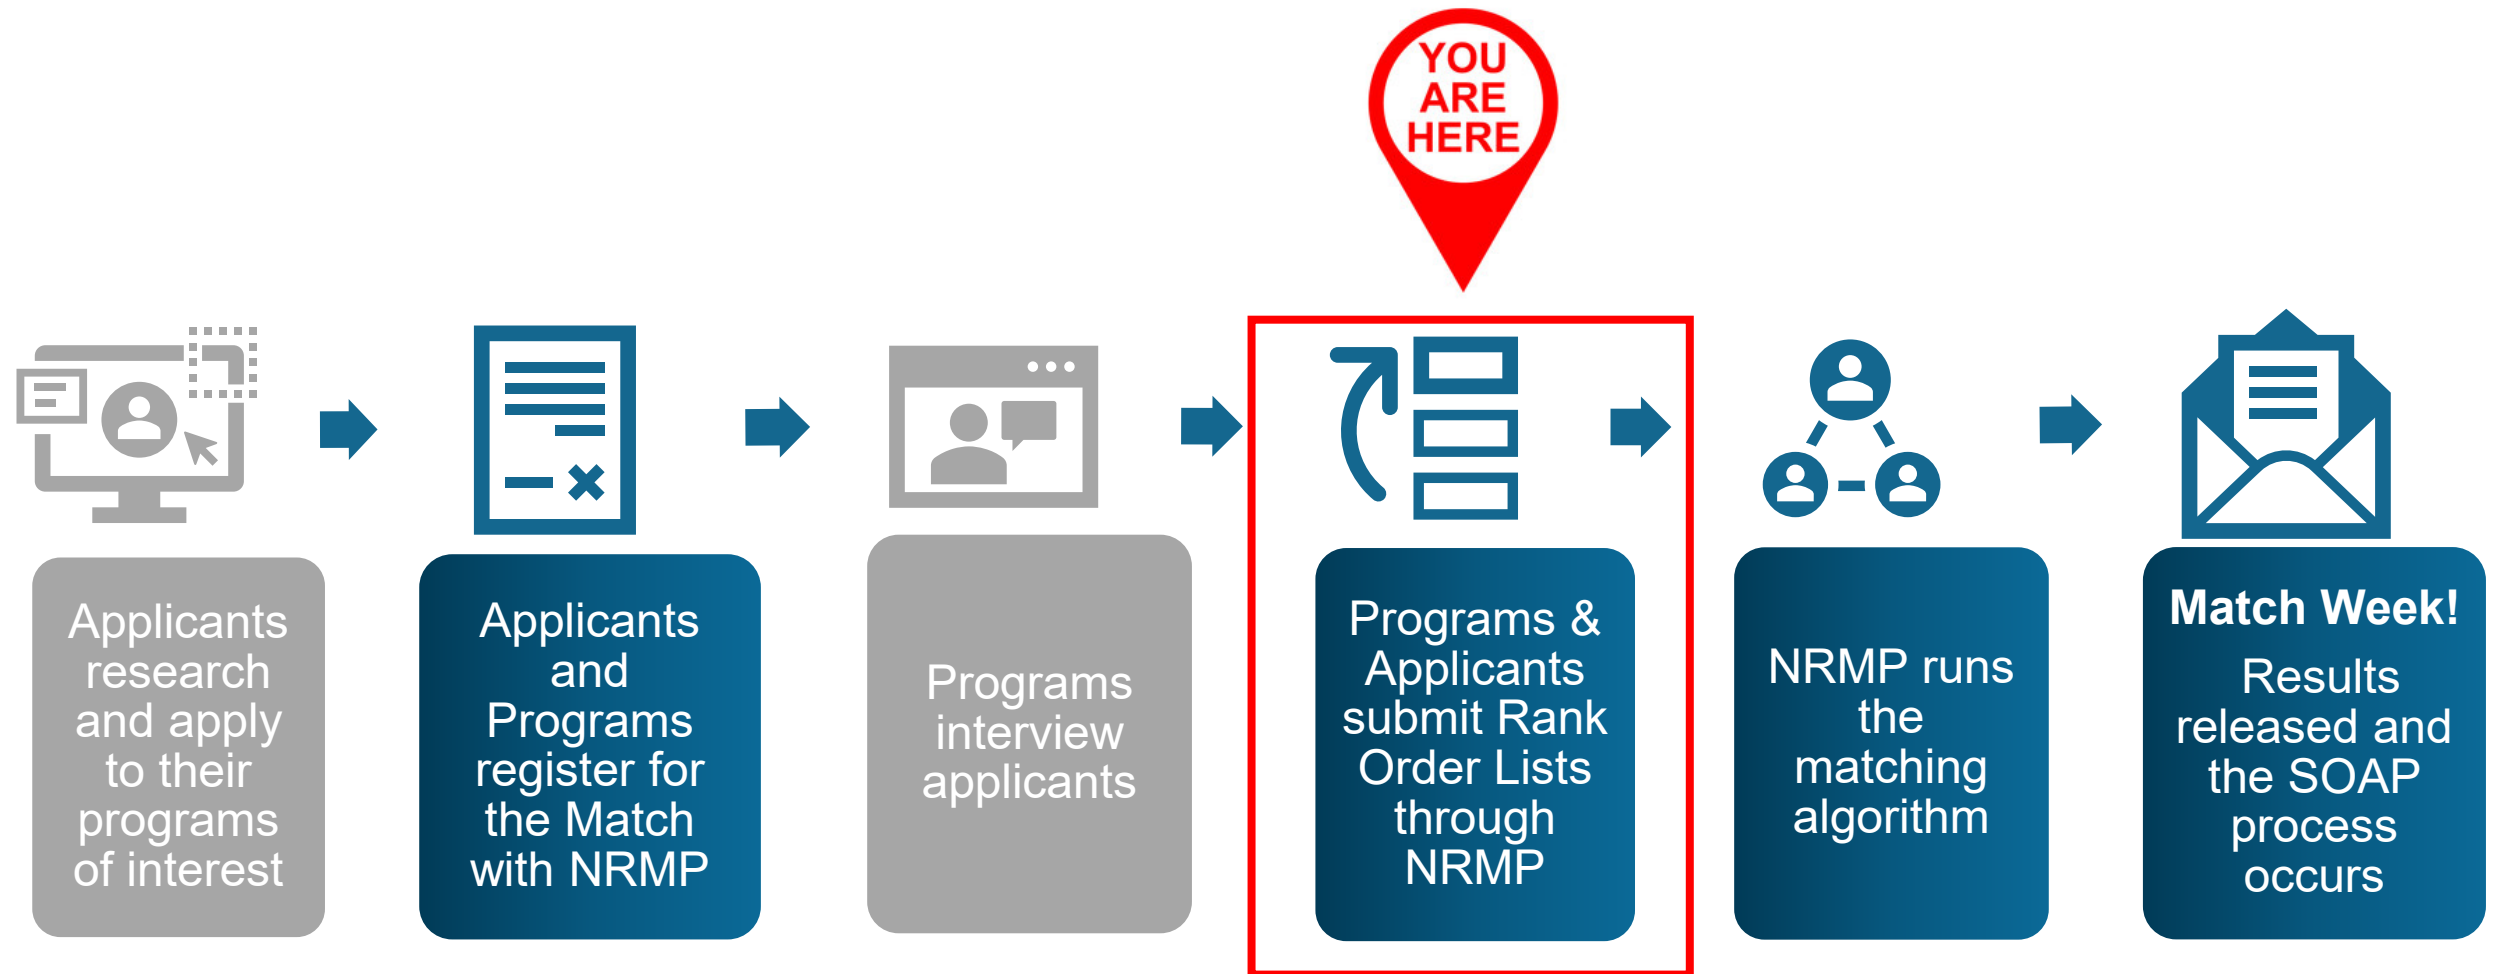 YOU
ARE
HERE
Applicants
research
and apply
to their
programs
of interest
Applicants
and
Programs
register for
the Match
with NRMP
Programs
interview
applicants
Programs &
Applicants
submit Rank
Order Lists
through
NRMP
NRMP runs
the
matching
algorithm
Match Week!
Results
released and
the SOAP
process
occurs